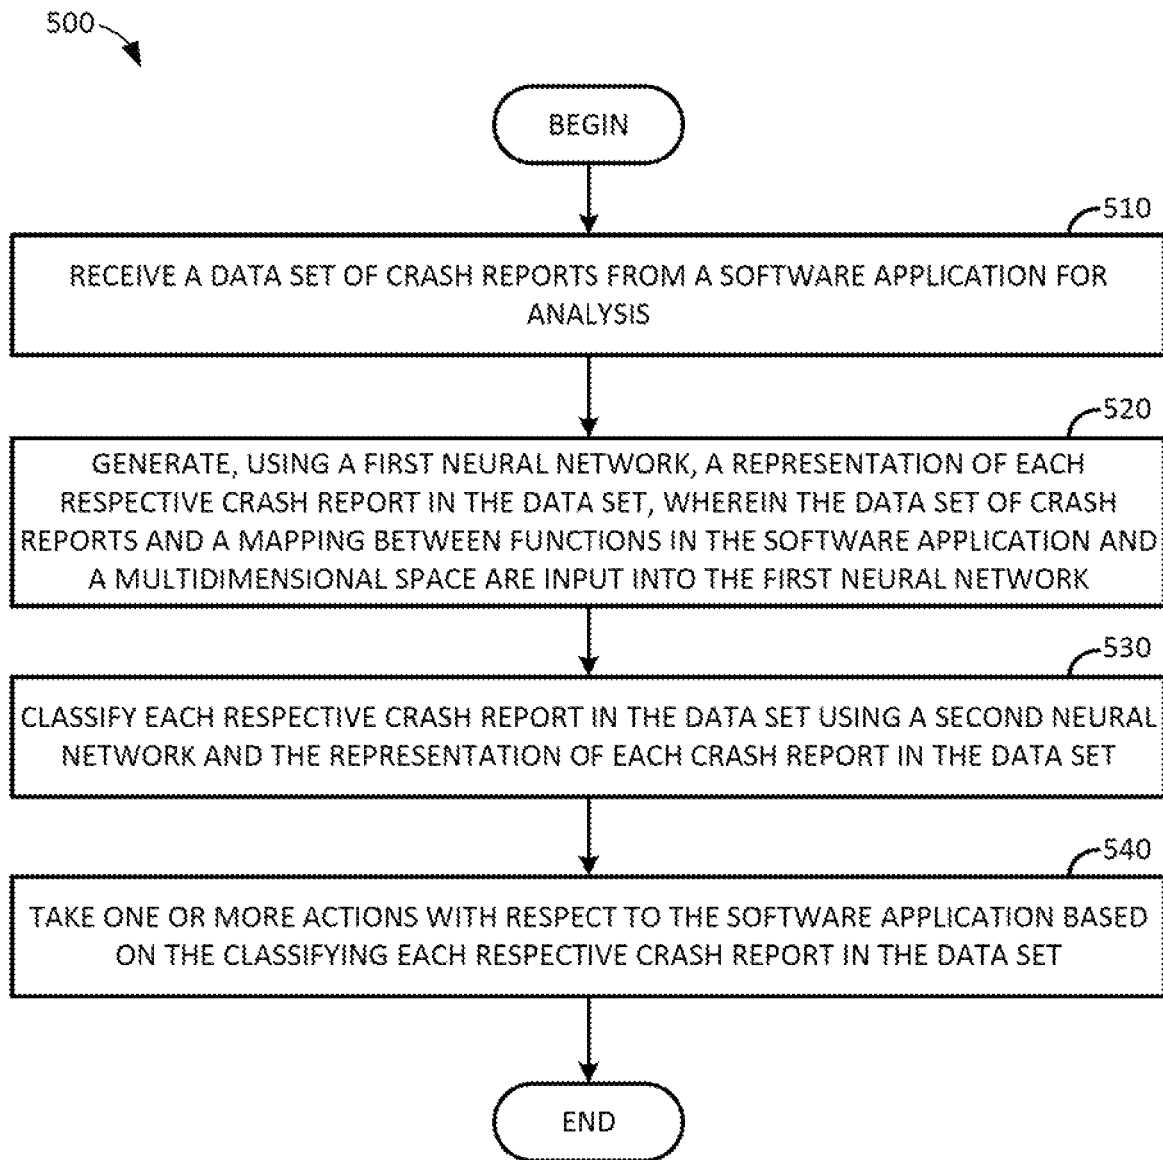 500
BEGIN
510
RECEIVE A DATA SET OF CRASH REPORTS FROM A SOFTWARE APPLICATION FOR
ANALYSIS
520
GENERATE, USING A FIRST NEURAL NETWORK, A REPRESENTATION OF EACH
RESPECTIVE CRASH REPORT IN THE DATA SET, WHEREIN THE DATA SET OF CRASH
REPORTS AND A MAPPING BETWEEN FUNCTIONS IN THE SOFTWARE APPLICATION AND
A MULTIDIMENSIONAL SPACE ARE INPUT INTO THE FIRST NEURAL NETWORK
530
CLASSIFY EACH RESPECTIVE CRASH REPORT IN THE DATA SET USING A SECOND NEURAL
NETWORK AND THE REPRESENTATION OF EACH CRASH REPORT IN THE DATA SET
540
TAKE ONE OR MORE ACTIONS WITH RESPECT TO THE SOFTWARE APPLICATION BASED
ON THE CLASSIFYING EACH RESPECTIVE CRASH REPORT IN THE DATA SET
END